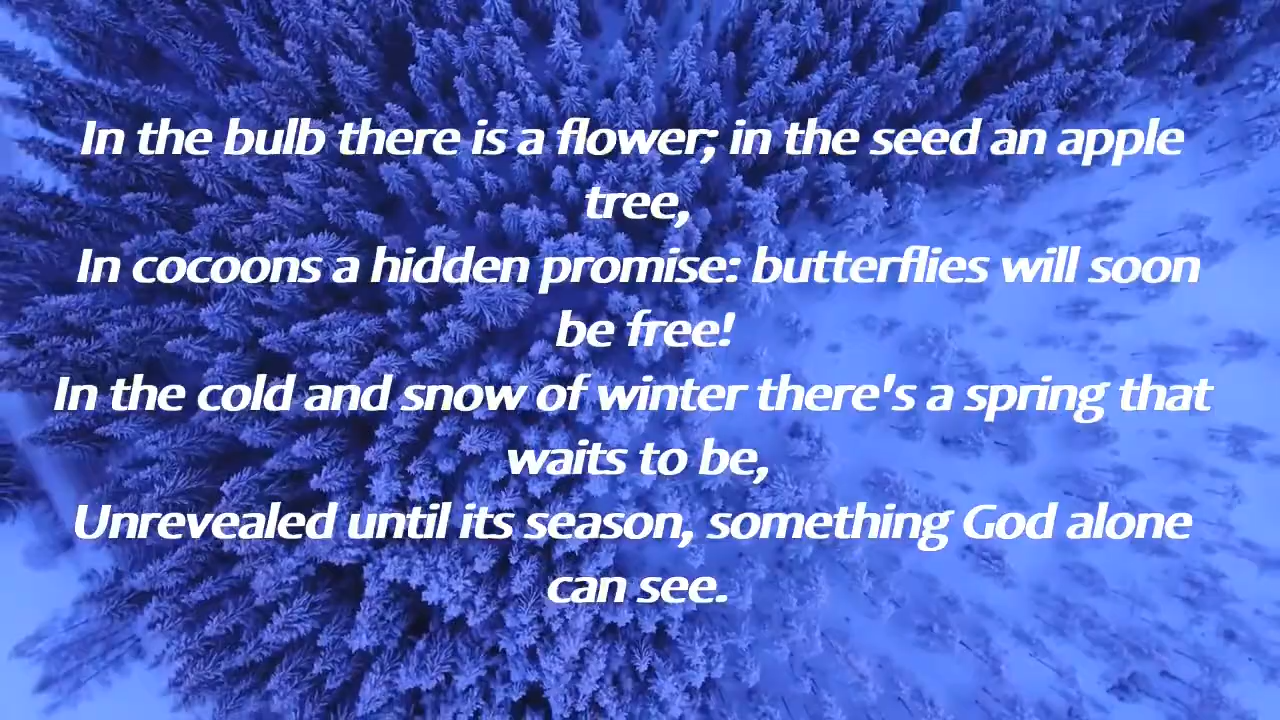 In the bulb there is a flower; in the seed an apple
tree,
In cocoons a hidden promise: butterflies will soon
be free!
In the cold and snow of winter there's a spring that
waits to be,
Unrevealed until its season, something God alone
can see.